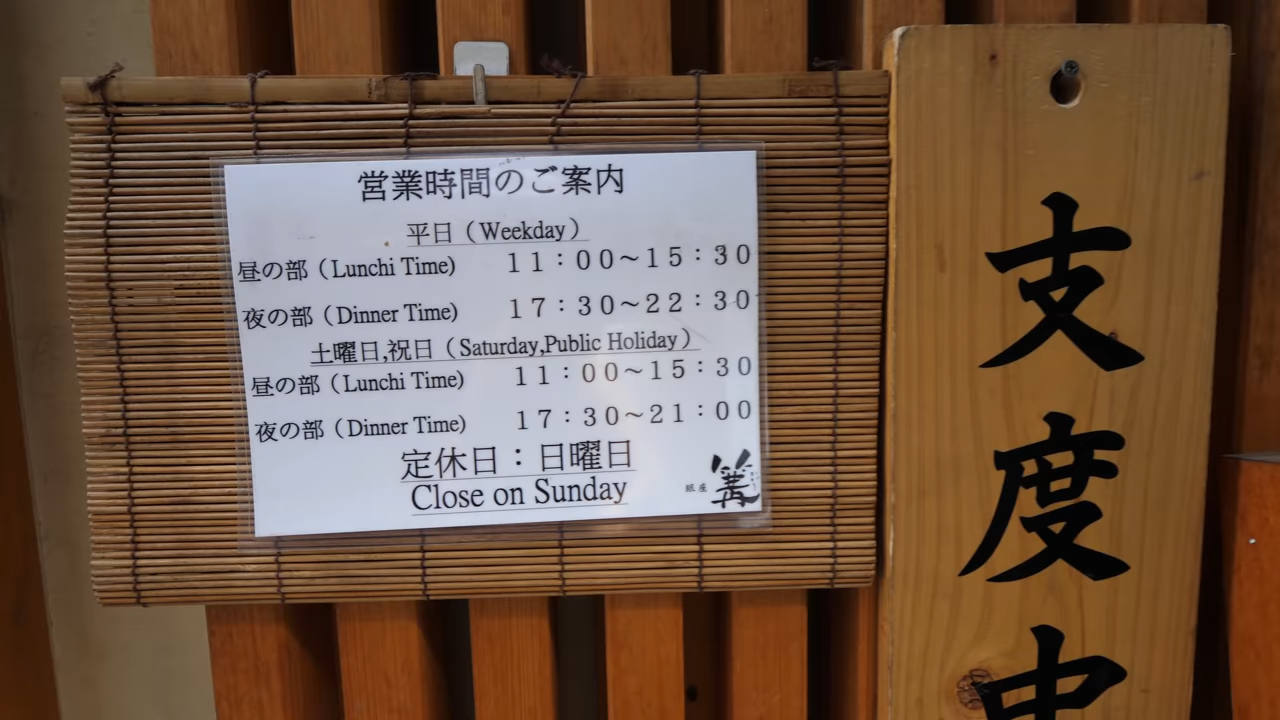 営業時間のご案内
平日（Weekday）
昼の部（Lunchi Time) 11：00～15：30
夜の部（Dinner Time) 17：30～22：30
土曜日,祝日（Saturday,Public Holiday）
昼の部（Lunchi Time) 11：00～15：30
夜の部（Dinner Time) 17：30～21：00
定休日：日曜日
Close on Sunday
銀座
篝
支度中